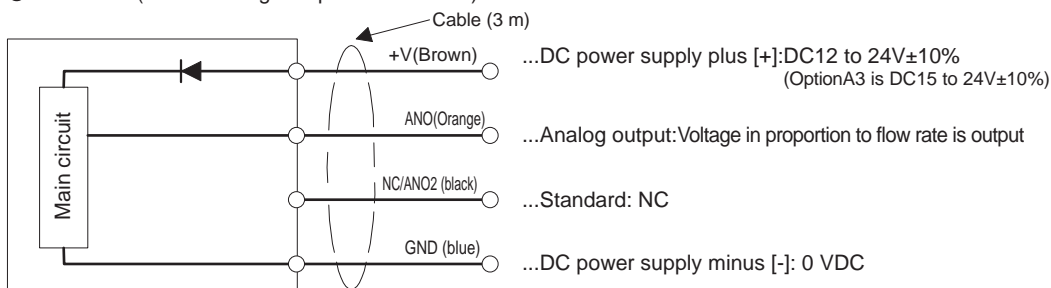 Cable (3 m)
+V(Brown)
...DC power supply plus [+]:DC12 to 24V±10%
(OptionA3 is DC15 to 24V±10%)
ANO(Orange)
...Analog output:Voltage in proportion to flow rate is output
Main circuit
NC/ANO2 (black)
...Standard: NC
GND (blue)
...DC power supply minus [-]: 0 VDC